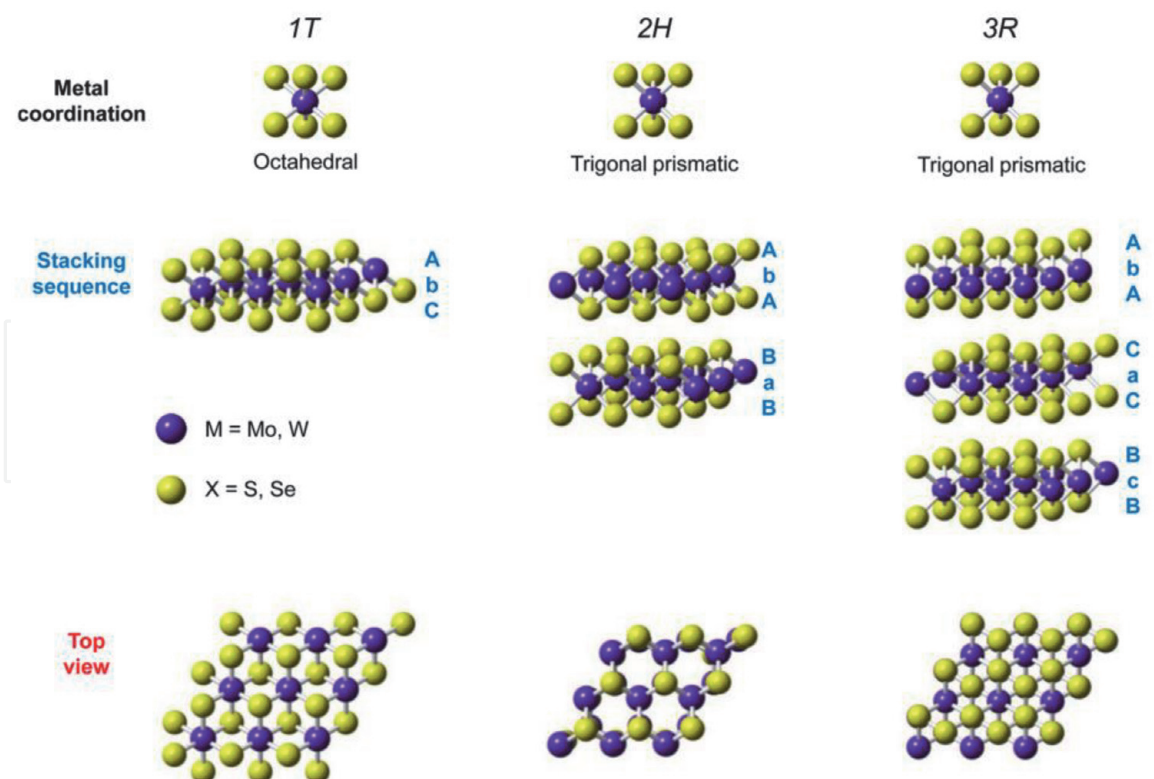 1T 2H 3R
Metal
coordination
Octahedral Trigonal prismatic Trigonal prismatic
Stacking
sequence
A
b
C
A
b
A
B
a
B
A
b
A
C
a
C
B
c
B
M = Mo, W
X = S, Se
Top
view